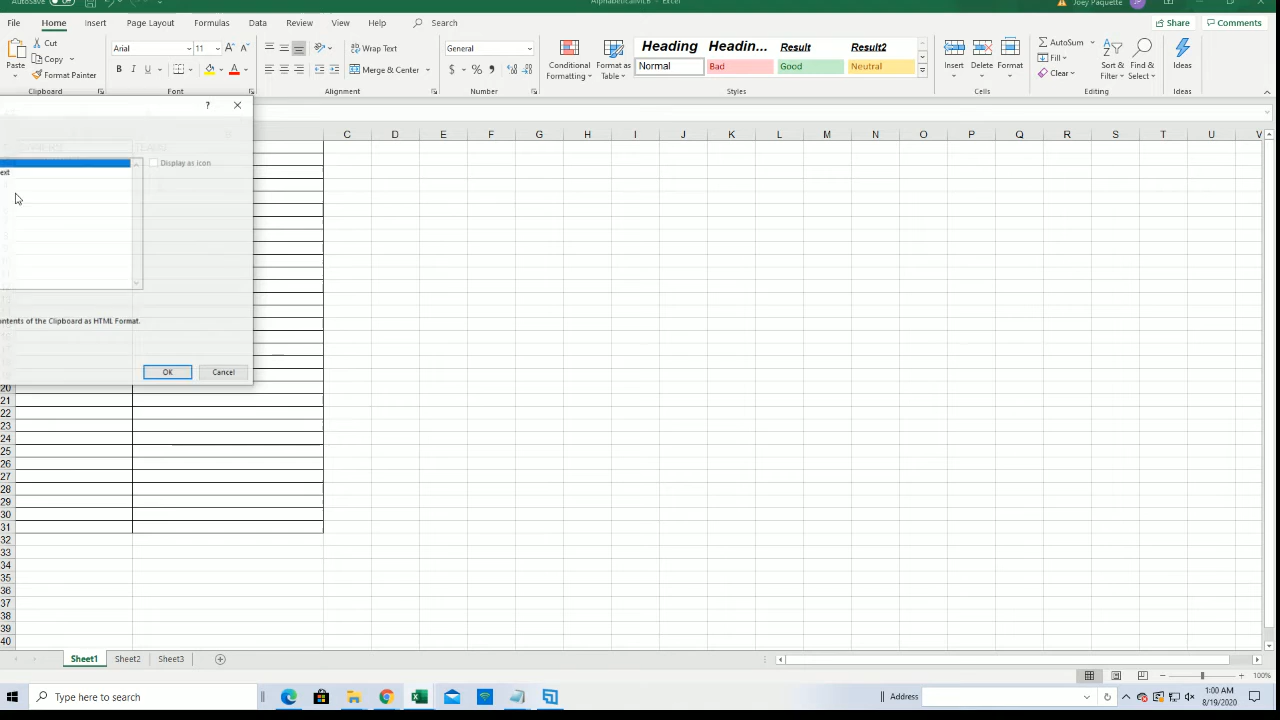 AutoSave
Excel
Joey Paquette
JP
File Home Insert Page Layout Formulas Data Review View Help Search
Share Comments
Cut
Copy
Format Painter
Paste
Clipboard
Arial 11
B I U
Font
Wrap Text
Merge & Center
Alignment
General
$ % ,
Number
Conditional
Formatting
Format as
Table
Heading Headin... Result Result2
Normal Bad Good Neutral
Styles
Insert Delete Format
Cells
AutoSum
Fill
Clear
Sort &
Filter
Find &
Select
Editing
Ideas
Ideas
?
C D E F G H I J K L M N O P Q R S T U V
TEAMS
Display as icon
ext
ontents of the Clipboard as HTML Format.
OK Cancel
20
21
22
23
24
25
26
27
28
29
30
31
32
33
34
35
36
37
38
39
40
Sheet1 Sheet2 Sheet3
100%
Type here to search
Address
1:00 AM
8/19/2020